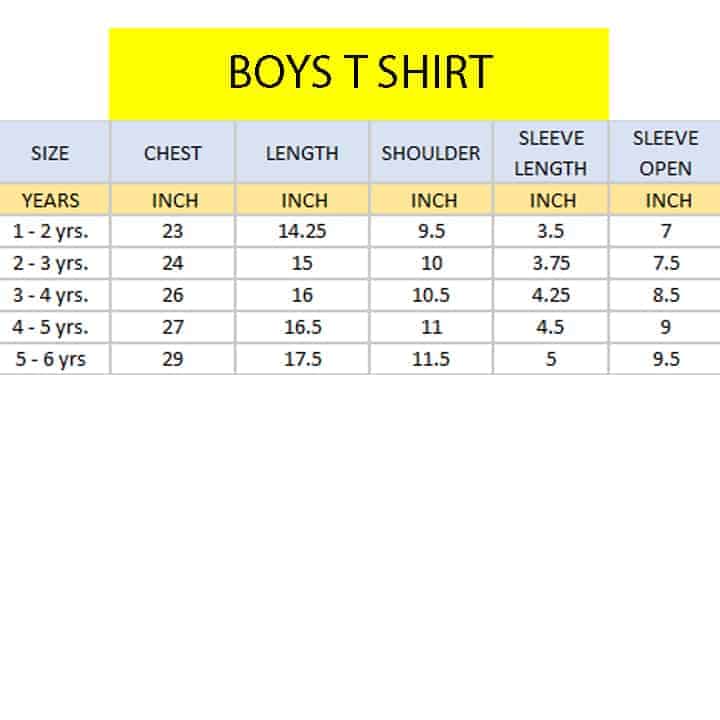 BOYS T SHIRT
SIZE CHEST LENGTH SHOULDER SLEEVE LENGTH SLEEVE OPEN
YEARS INCH INCH INCH INCH INCH
1 - 2 yrs. 23 14.25 9.5 3.5 7
2 - 3 yrs. 24 15 10 3.75 7.5
3 - 4 yrs. 26 16 10.5 4.25 8.5
4 - 5 yrs. 27 16.5 11 4.5 9
5 - 6 yrs 29 17.5 11.5 5 9.5